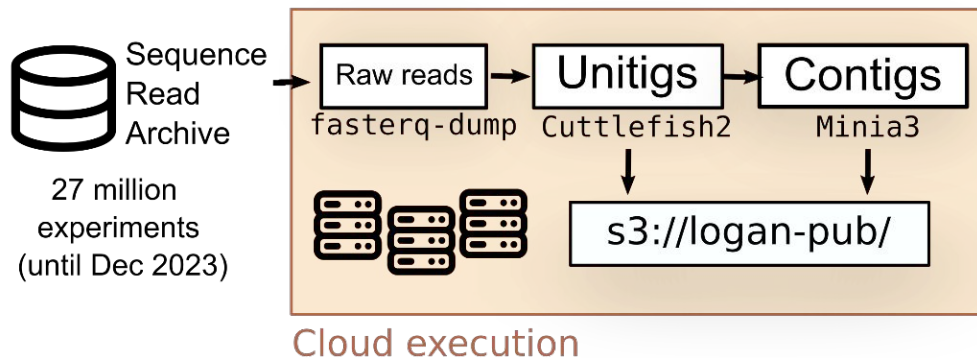 Sequence
Read
Archive
27 million
experiments
(until Dec 2023)
Raw reads
fasterq-dump
Unitigs
Cuttlefish2
Contigs
Minia3
s3://logan-pub/
Cloud execution